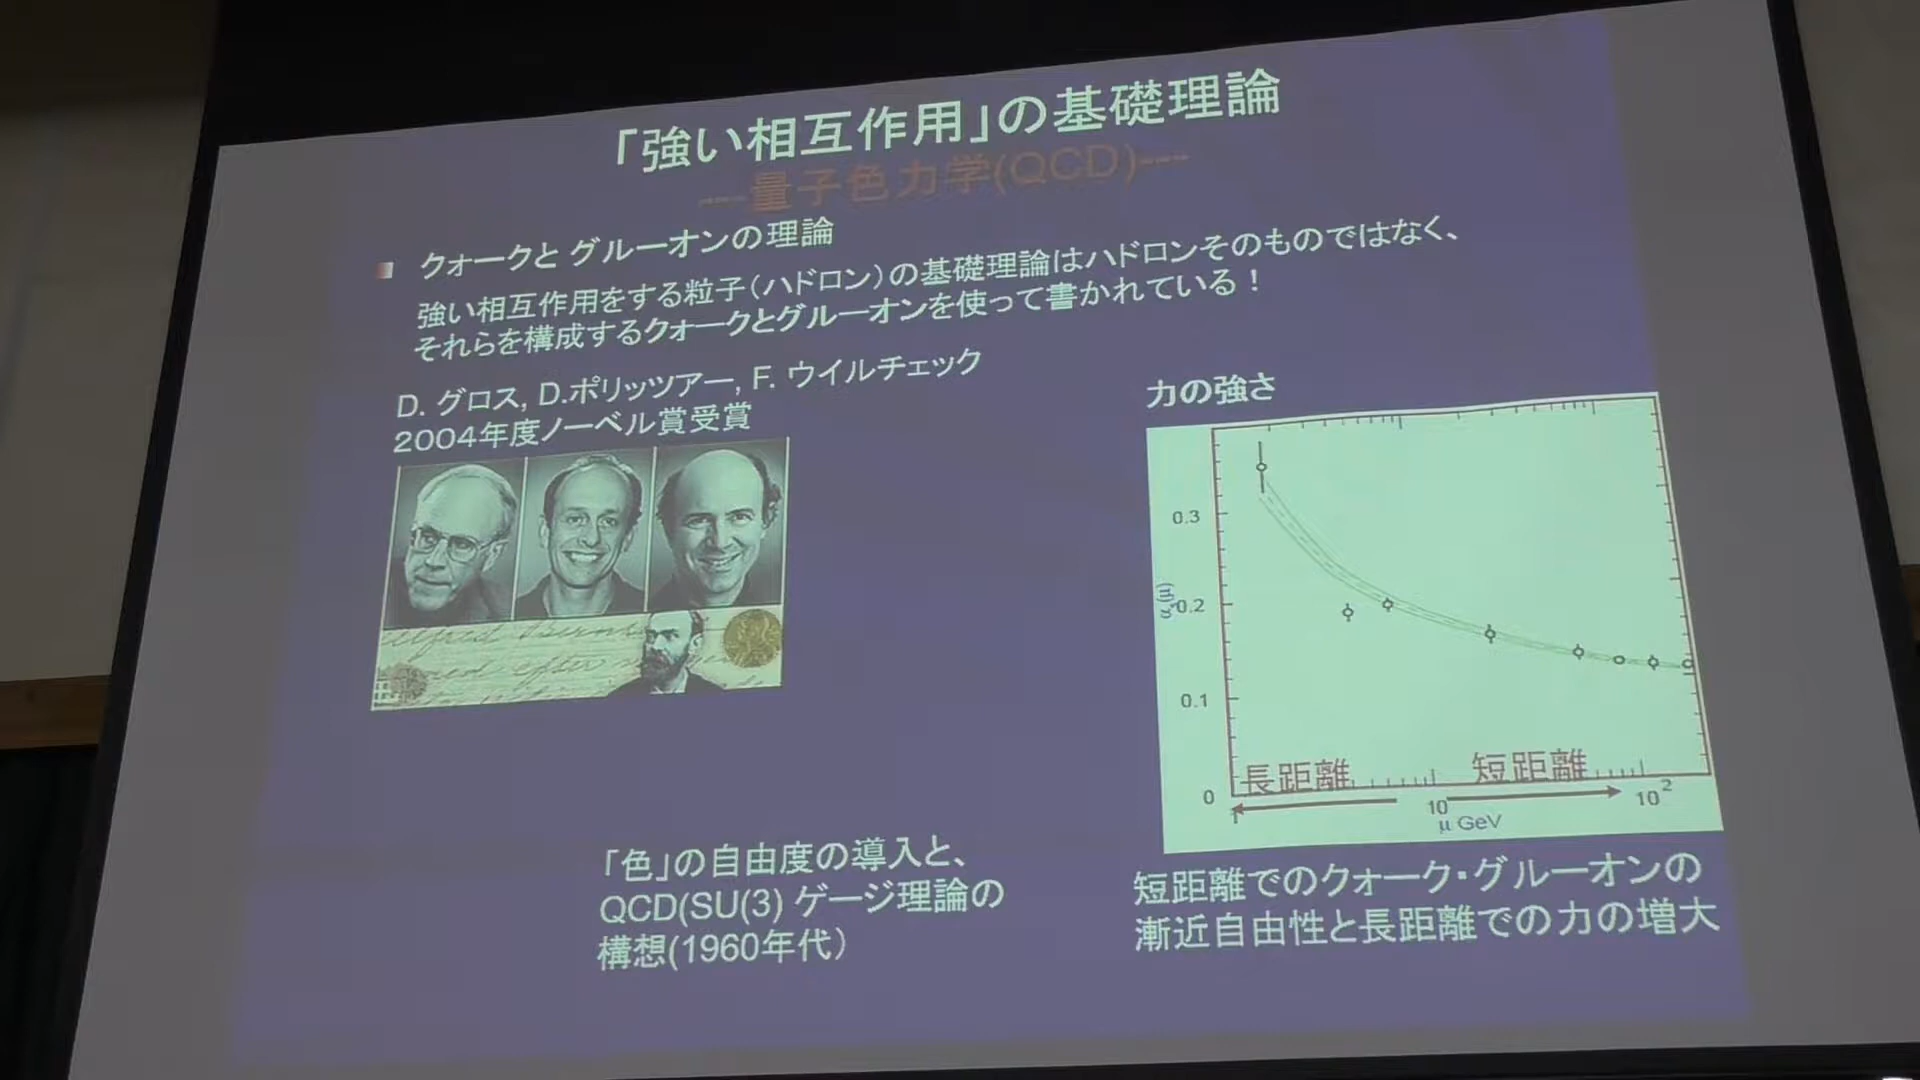 「強い相互作用」の基礎理論
---量子色力学(QCD)---
クォークと グルーオンの理論
強い相互作用をする粒子(ハドロン)の基礎理論はハドロンそのものではなく、
それらを構成するクォークとグルーオンを使って書かれている！
D. グロス, D.ポリッツアー, F. ウイルチェック
2004年度ノーベル賞受賞
力の強さ
0.3
0.2
0.1
0
長距離
短距離
1
10
10²
μ GeV
「色」の自由度の導入と、
QCD(SU(3) ゲージ理論の
構想(1960年代）
短距離でのクォーク・グルーオンの
漸近自由性と長距離での力の増大